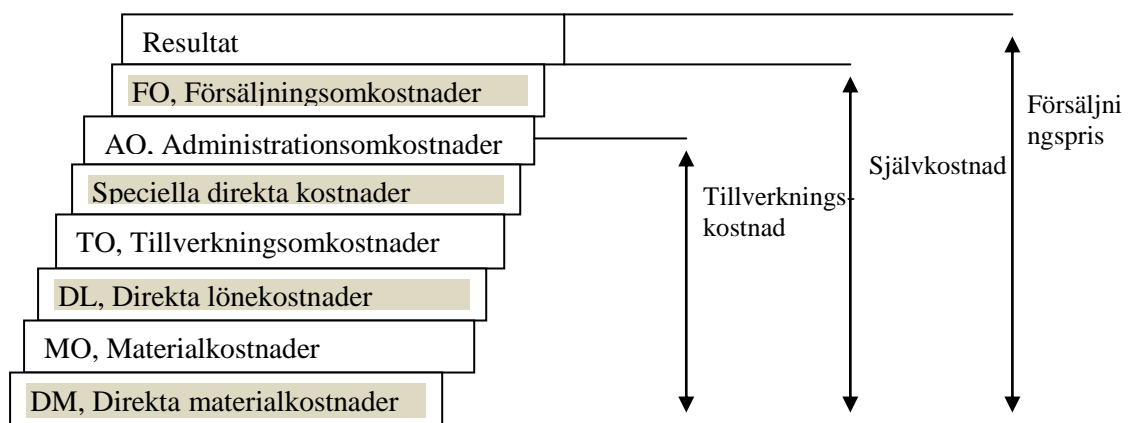 Resultat
FO, Försäljningsomkostnader
AO, Administrationsomkostnader
Speciella direkta kostnader
TO, Tillverkningsomkostnader
DL, Direkta lönekostnader
MO, Materialkostnader
DM, Direkta materialkostnader
Tillverknings-
kostnad
Självkostnad
Försäljni
ngspris